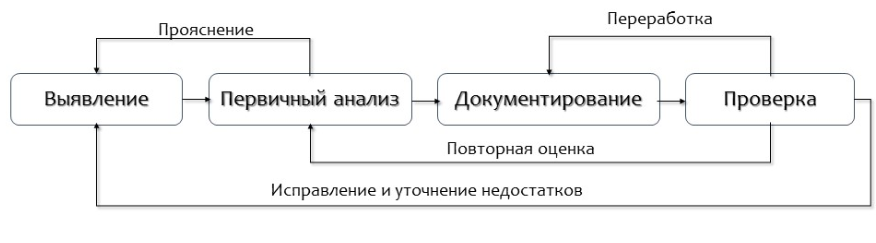 Переработка
Прояснение
Выявление
Первичный анализ
Документирование
Проверка
Повторная оценка
Исправление и уточнение недостатков